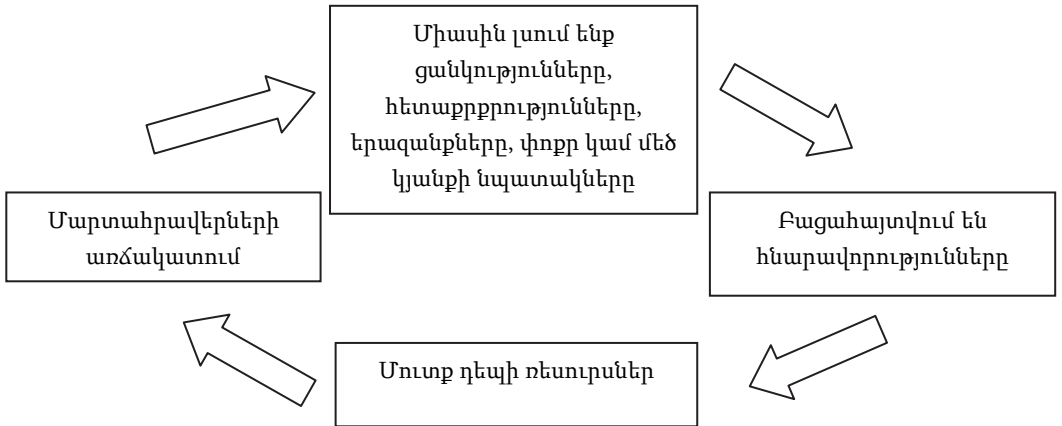 Միասին լսում ենք
ցանկությունները,
հետաքրքրությունները,
երազանքները, փոքր կամ մեծ
կյանքի նպատակները
Բացահայտվում են
հնարավորությունները
Մուտք դեպի ռեսուրսներ
Մարտահրավերների
առճակատում